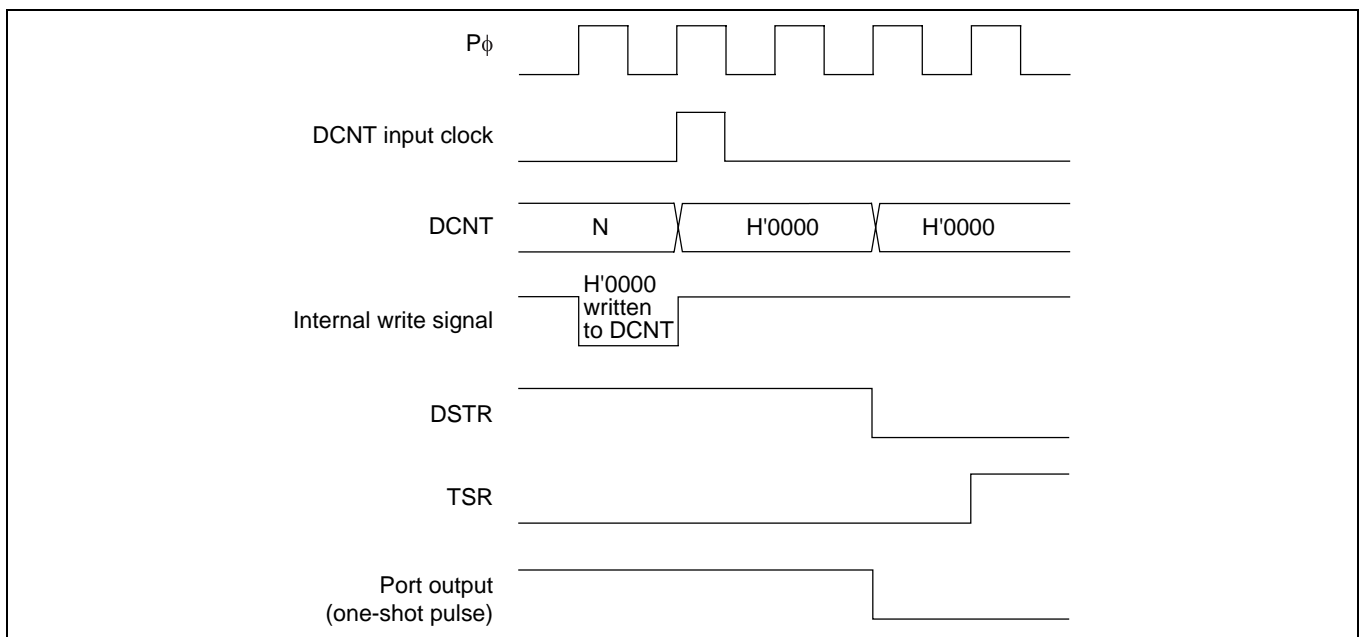 Pϕ
DCNT input clock
DCNT
N
H'0000
H'0000
Internal write signal
H'0000
written
to DCNT
DSTR
TSR
Port output
(one-shot pulse)